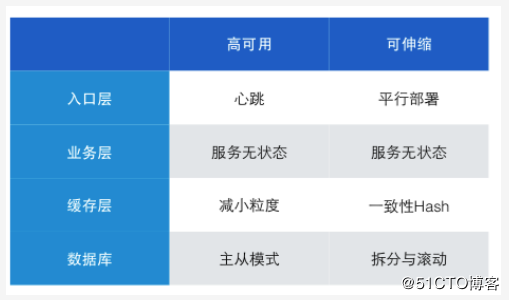 高可用 可伸缩
入口层 心跳 平行部署
业务层 服务无状态 服务无状态
缓存层 减小粒度 一致性Hash
数据库 主从模式 拆分与滚动
@51CTO博客